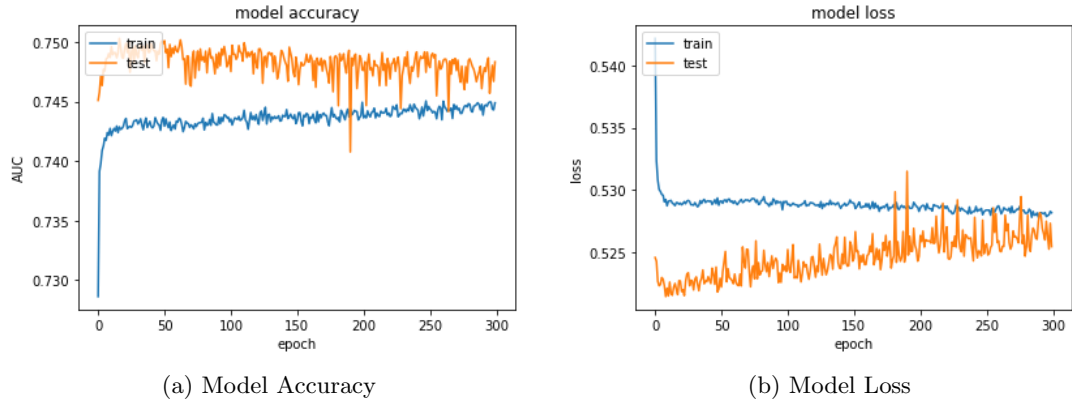 model accuracy
0.750
0.745
0.740
0.735
0.730
AUC
train
test
0 50 100 150 200 250 300
epoch
(a) Model Accuracy
model loss
0.540
0.535
0.530
0.525
loss
train
test
0 50 100 150 200 250 300
epoch
(b) Model Loss